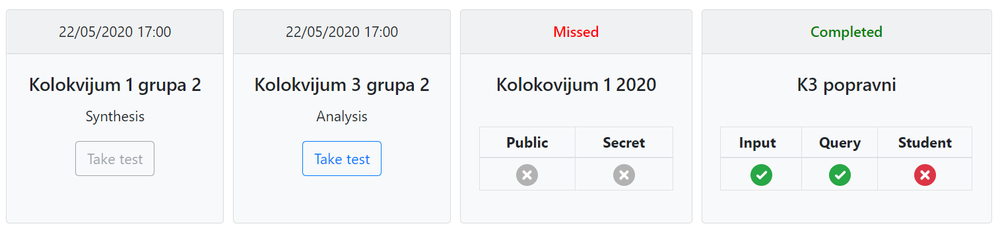 22/05/2020 17:00
Kolokvijum 1 grupa 2
Synthesis
Take test
22/05/2020 17:00
Kolokvijum 3 grupa 2
Analysis
Take test
Missed
Kolokovijum 1 2020
Public Secret
Completed
K3 popravni
Input Query Student